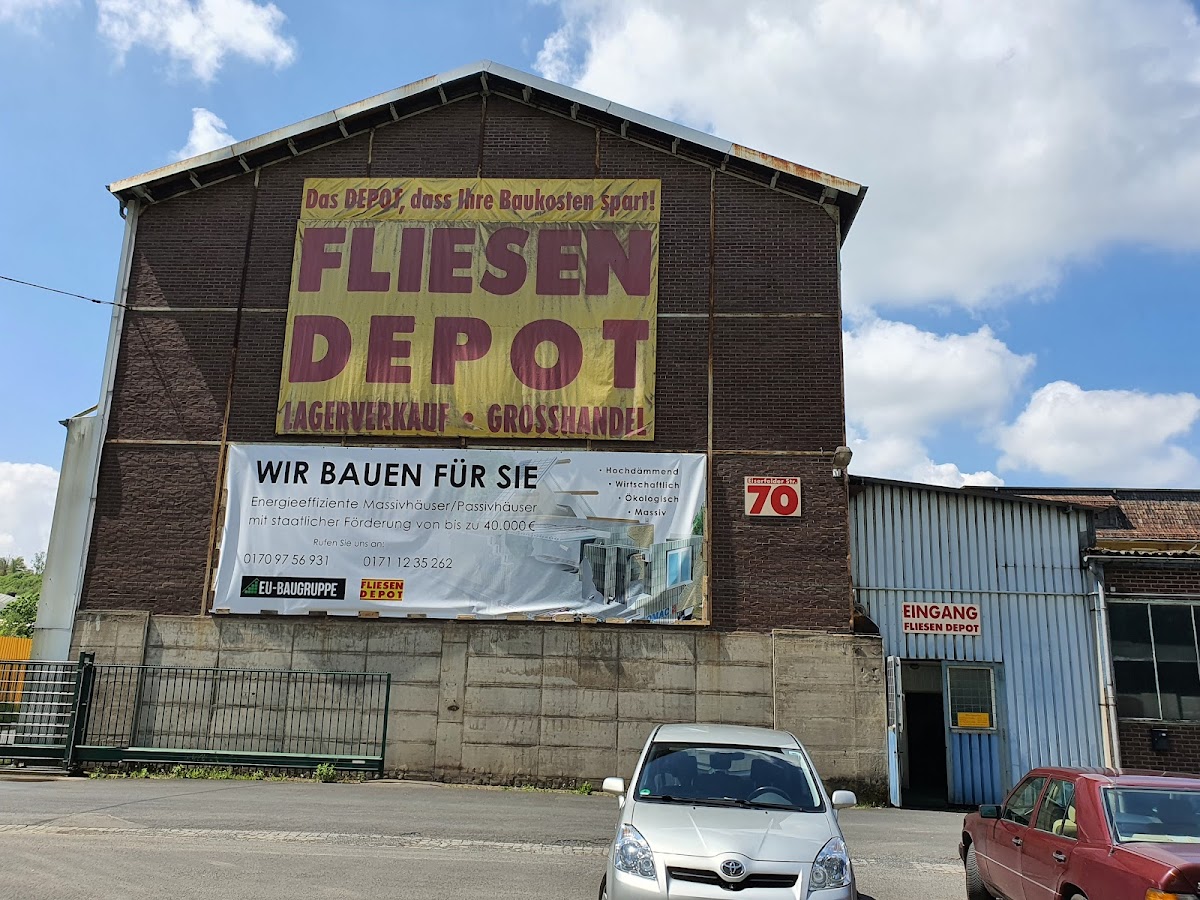 Das DEPOT, dass Ihre Baukosten spart!
FLIESEN
DEPOT
LAGERVERKAUF • GROSSHANDEL
WIR BAUEN FÜR SIE
Energieeffiziente Massivhäuser/Passivhäuser
mit staatlicher Förderung von bis zu 40.000€
Rufen Sie uns an:
0170 97 56 931 0171 12 35 262
EU-BAUGRUPPE
FLIESEN
DEPOT
• Hochdämmend
• Wirtschaftlich
• Ökologisch
• Massiv
Eiserfelder Str.
70
EINGANG
FLIESEN DEPOT